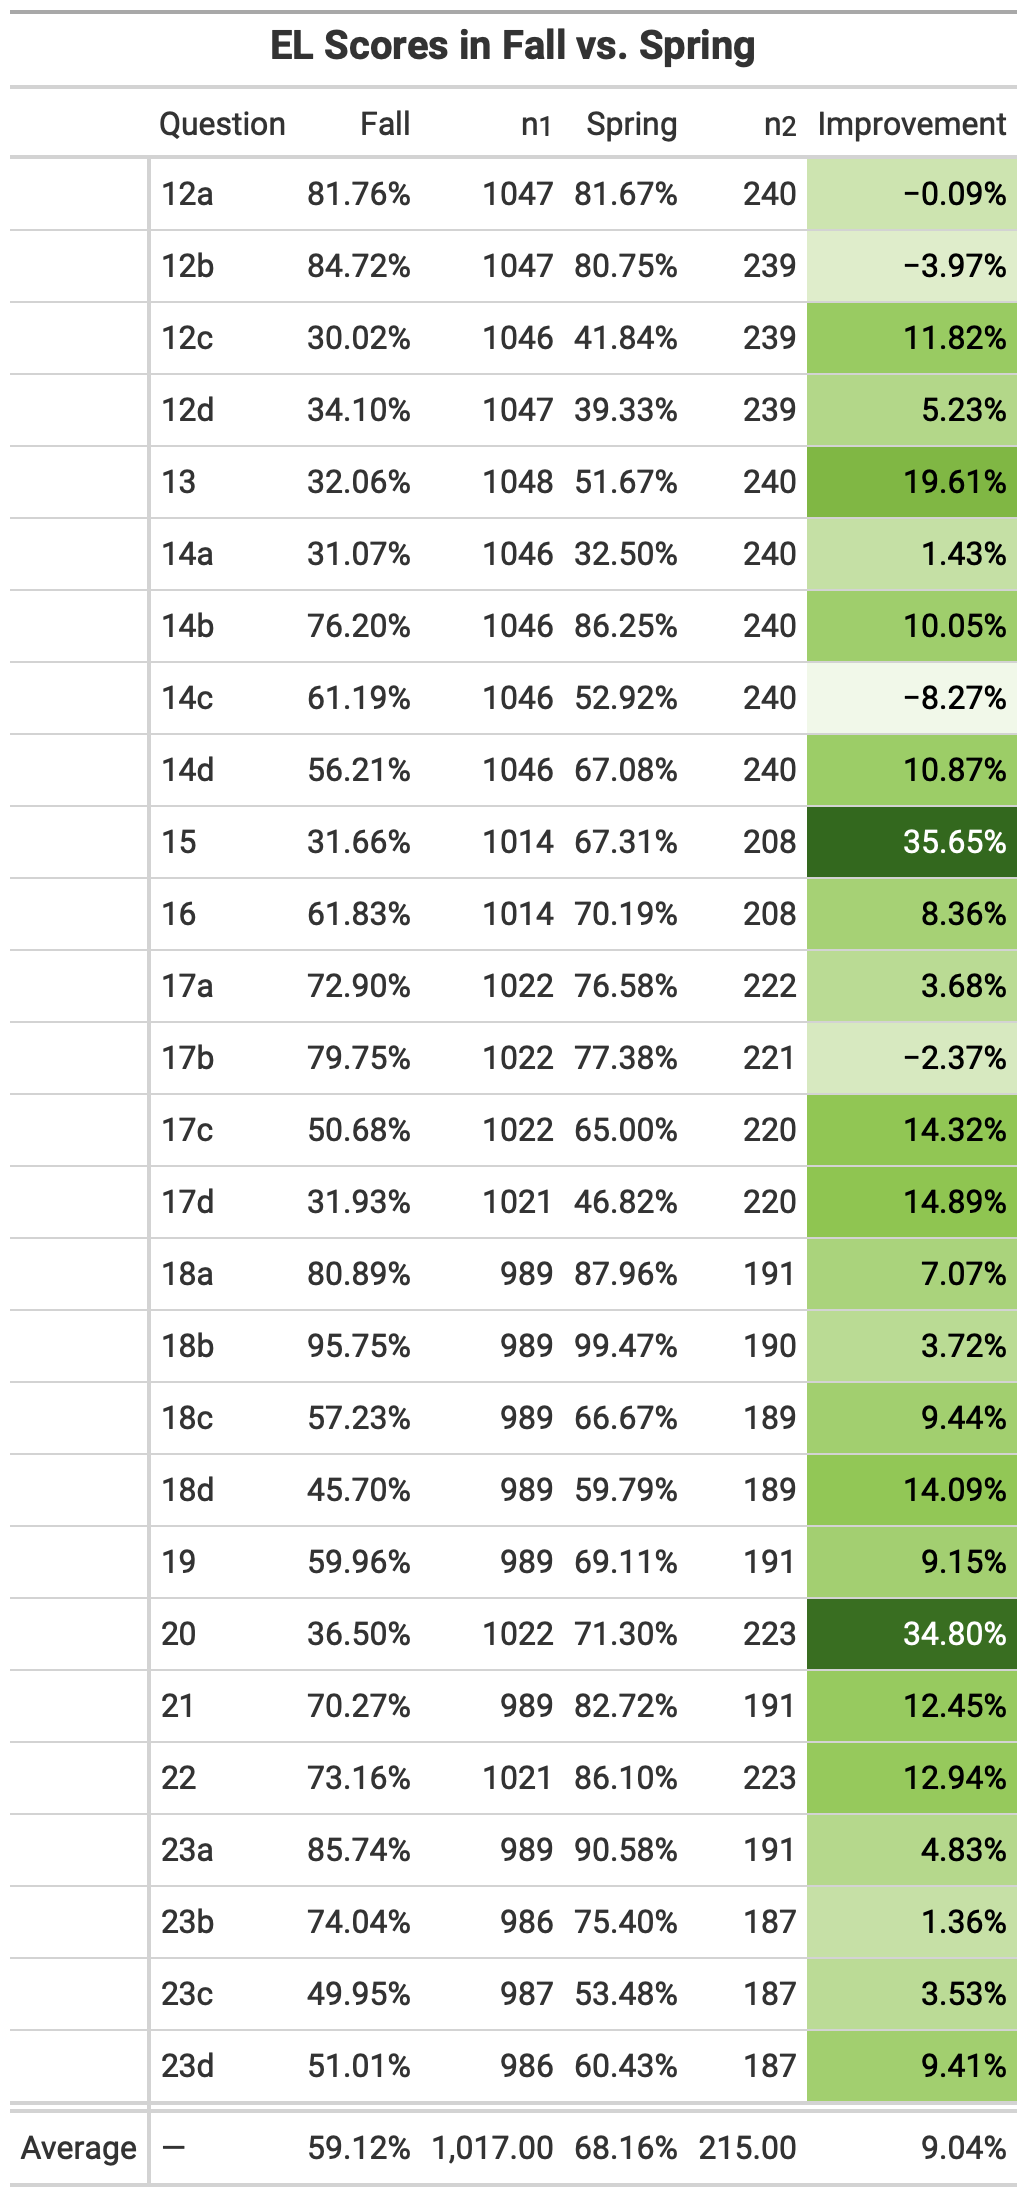 EL Scores in Fall vs. Spring
Question Fall n1 Spring n2 Improvement
12a 81.76% 1047 81.67% 240 −0.09%
12b 84.72% 1047 80.75% 239 −3.97%
12c 30.02% 1046 41.84% 239 11.82%
12d 34.10% 1047 39.33% 239 5.23%
13 32.06% 1048 51.67% 240 19.61%
14a 31.07% 1046 32.50% 240 1.43%
14b 76.20% 1046 86.25% 240 10.05%
14c 61.19% 1046 52.92% 240 −8.27%
14d 56.21% 1046 67.08% 240 10.87%
15 31.66% 1014 67.31% 208 35.65%
16 61.83% 1014 70.19% 208 8.36%
17a 72.90% 1022 76.58% 222 3.68%
17b 79.75% 1022 77.38% 221 −2.37%
17c 50.68% 1022 65.00% 220 14.32%
17d 31.93% 1021 46.82% 220 14.89%
18a 80.89% 989 87.96% 191 7.07%
18b 95.75% 989 99.47% 190 3.72%
18c 57.23% 989 66.67% 189 9.44%
18d 45.70% 989 59.79% 189 14.09%
19 59.96% 989 69.11% 191 9.15%
20 36.50% 1022 71.30% 223 34.80%
21 70.27% 989 82.72% 191 12.45%
22 73.16% 1021 86.10% 223 12.94%
23a 85.74% 989 90.58% 191 4.83%
23b 74.04% 986 75.40% 187 1.36%
23c 49.95% 987 53.48% 187 3.53%
23d 51.01% 986 60.43% 187 9.41%
Average — 59.12% 1,017.00 68.16% 215.00 9.04%